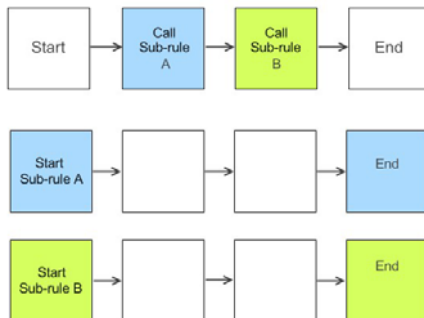 Start
Call
Sub-rule
A
Call
Sub-rule
B
End
Start
Sub-rule A
End
Start
Sub-rule B
End